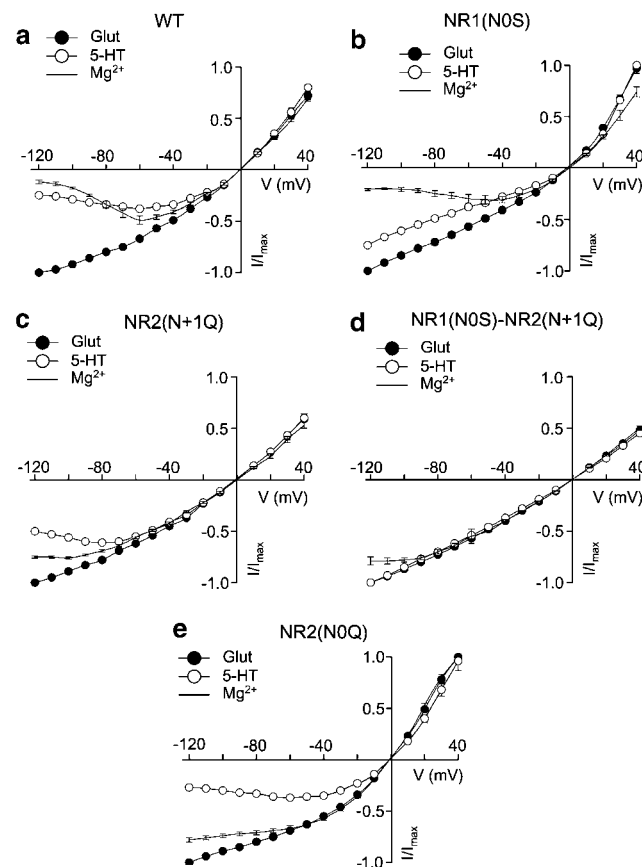 a
WT
Glut
5-HT
Mg²⁺
1.0
0.5
-120 -80 -40 40
V (mV)
-0.5
-1.0
I/Imax
b
NR1(N0S)
Glut
5-HT
Mg²⁺
1.0
0.5
-120 -80 -40 40
V (mV)
-0.5
-1.0
I/Imax
c
NR2(N+1Q)
Glut
5-HT
Mg²⁺
1.0
0.5
-120 -80 -40 40
V (mV)
-0.5
-1.0
I/Imax
d
NR1(N0S)-NR2(N+1Q)
Glut
5-HT
Mg²⁺
1.0
0.5
-120 -80 -40 40
V (mV)
-0.5
-1.0
I/Imax
e
NR2(N0Q)
Glut
5-HT
Mg²⁺
1.0
0.5
-120 -80 -40 40
V (mV)
-0.5
-1.0
I/Imax